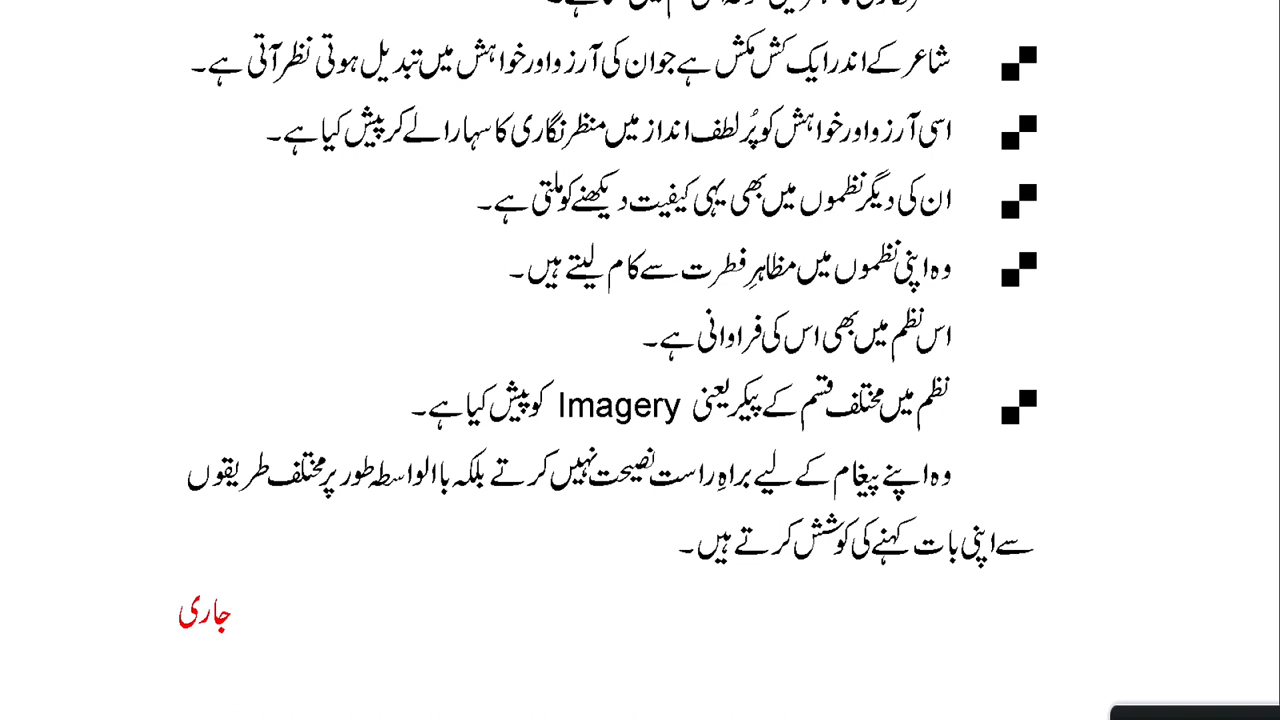 شاعر کے اندر ایک کش مکش ہے جو ان کی آرزو اور خواہش میں تبدیل ہوتی نظر آتی ہے۔
اسی آرزو اور خواہش کو پُر لطف انداز میں منظر نگاری کا سہارا لے کر پیش کیا ہے۔
ان کی دیگر نظموں میں بھی یہی کیفیت دیکھنے کو ملتی ہے۔
وہ اپنی نظموں میں مظاہرِ فطرت سے کام لیتے ہیں۔
اس نظم میں بھی اس کی فراوانی ہے۔
نظم میں مختلف قسم کے پیکر یعنی Imagery کو پیش کیا ہے۔
وہ اپنے پیغام کے لیے براہِ راست نصیحت نہیں کرتے بلکہ باالواسطہ طور پر مختلف طریقوں
سے اپنی بات کہنے کی کوشش کرتے ہیں۔
جاری